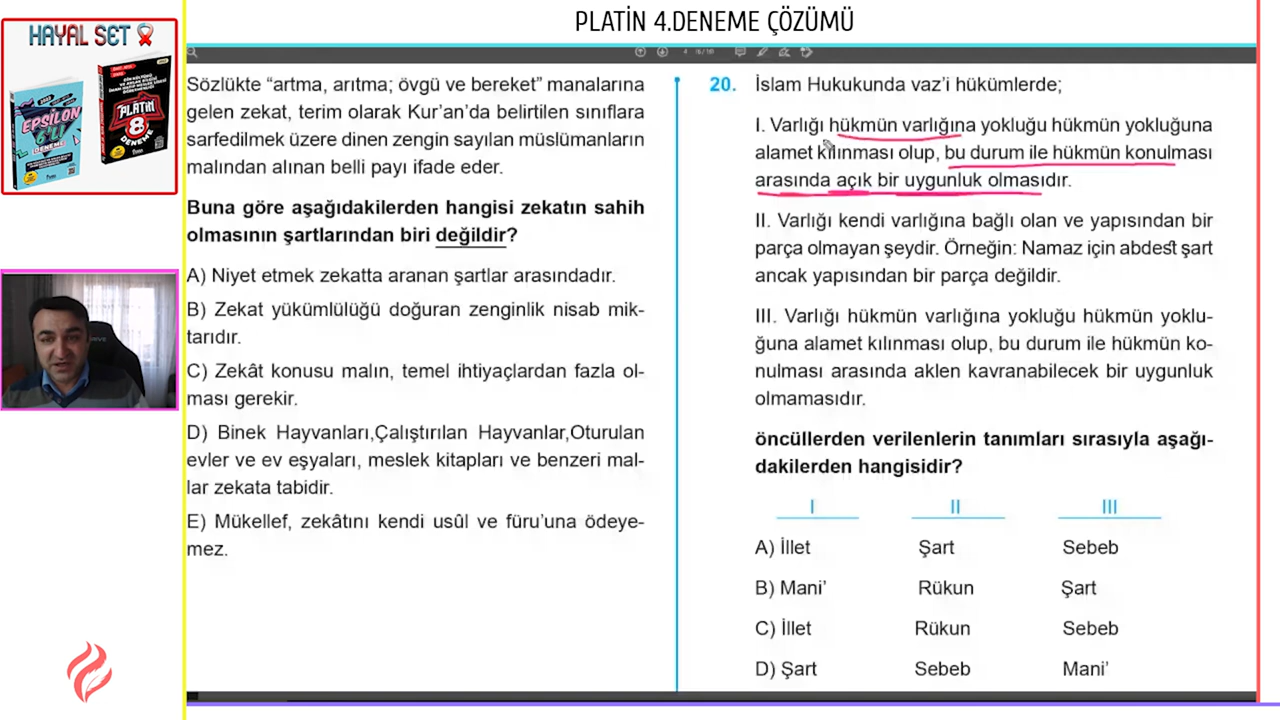 PLATİN 4.DENEME ÇÖZÜMÜ
HAYAL SET
EPSİLON
6'LI
DENEME
PLATİN
8
DENEME
Sözlükte “artma, arıtma; övgü ve bereket” manalarına
gelen zekat, terim olarak Kur’an’da belirtilen sınıflara
sarfedilmek üzere dinen zengin sayılan müslümanların
malından alınan belli payı ifade eder.
Buna göre aşağıdakilerden hangisi zekatın sahih
olmasının şartlarından biri değildir?
A) Niyet etmek zekatta aranan şartlar arasındadır.
B) Zekat yükümlülüğü doğuran zenginlik nisab mik-
tarıdır.
C) Zekât konusu malın, temel ihtiyaçlardan fazla ol-
ması gerekir.
D) Binek Hayvanları,Çalıştırılan Hayvanlar,Oturulan
evler ve ev eşyaları, meslek kitapları ve benzeri mal-
lar zekata tabidir.
E) Mükellef, zekâtını kendi usûl ve füru’una ödeye-
mez.
20. İslam Hukukunda vaz’i hükümlerde;
I. Varlığı hükmün varlığına yokluğu hükmün yokluğuna
alamet kılınması olup, bu durum ile hükmün konulması
arasında açık bir uygunluk olmasıdır.
II. Varlığı kendi varlığına bağlı olan ve yapısından bir
parça olmayan şeydir. Örneğin: Namaz için abdest şart
ancak yapısından bir parça değildir.
III. Varlığı hükmün varlığına yokluğu hükmün yoklu-
ğuna alamet kılınması olup, bu durum ile hükmün ko-
nulması arasında aklen kavranabilecek bir uygunluk
olmamasıdır.
öncüllerden verilenlerin tanımları sırasıyla aşağı-
dakilerden hangisidir?
I II III
A) İllet Şart Sebeb
B) Mani’ Rükun Şart
C) İllet Rükun Sebeb
D) Şart Sebeb Mani’